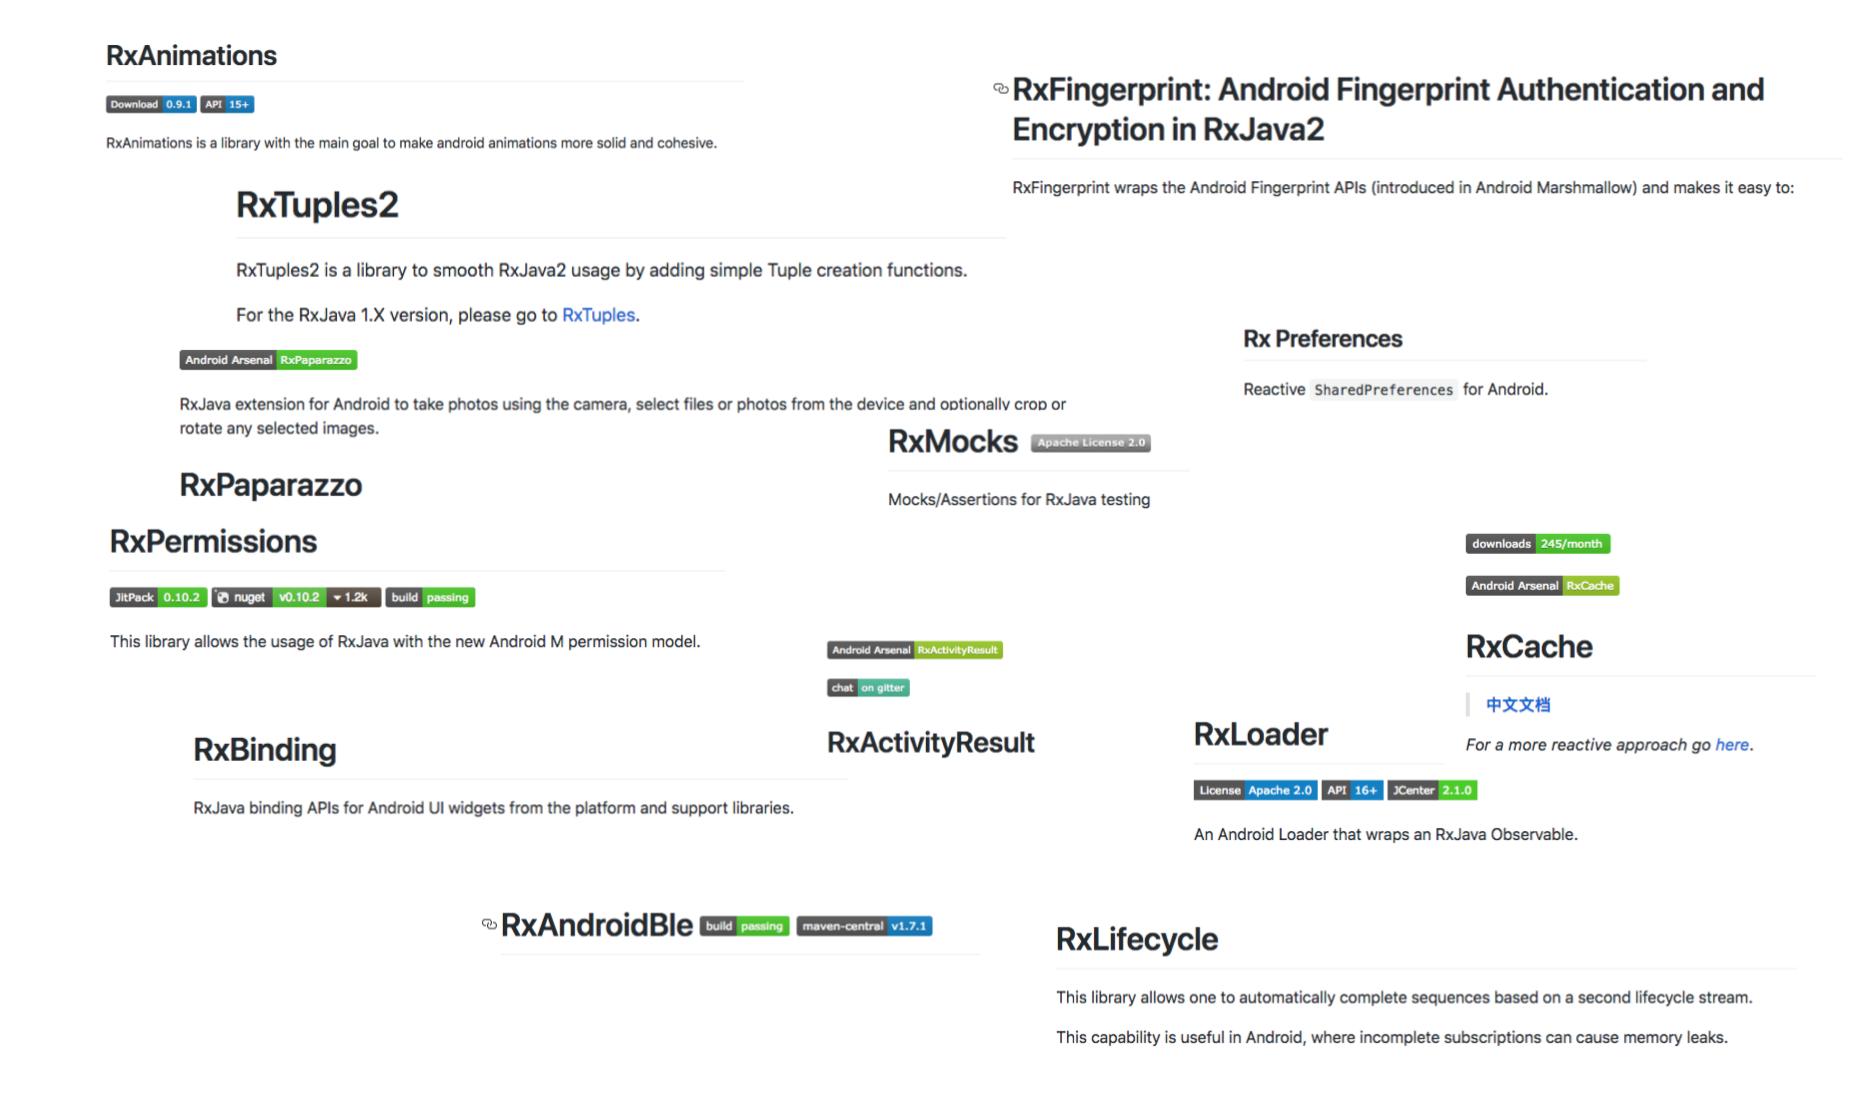 RxAnimations
Download 0.9.1 API 15+
RxAnimations is a library with the main goal to make android animations more solid and cohesive.
RxFingerprint: Android Fingerprint Authentication and
Encryption in RxJava2
RxFingerprint wraps the Android Fingerprint APIs (introduced in Android Marshmallow) and makes it easy to:
RxTuples2
RxTuples2 is a library to smooth RxJava2 usage by adding simple Tuple creation functions.
For the RxJava 1.X version, please go to RxTuples.
Rx Preferences
Reactive SharedPreferences for Android.
Android Arsenal RxPaparazzo
RxJava extension for Android to take photos using the camera, select files or photos from the device and optionally crop or
rotate any selected images.
RxPaparazzo
RxMocks Apache License 2.0
Mocks/Assertions for RxJava testing
RxPermissions
JitPack 0.10.2 nuget v0.10.2 1.2k build passing
This library allows the usage of RxJava with the new Android M permission model.
downloads 245/month
Android Arsenal RxCache
RxCache
中文文档
For a more reactive approach go here.
Android Arsenal RxActivityResult
chat on gitter
RxActivityResult
RxLoader
License Apache 2.0 API 16+ JCenter 2.1.0
An Android Loader that wraps an RxJava Observable.
RxBinding
RxJava binding APIs for Android UI widgets from the platform and support libraries.
RxAndroidBle build passing maven-central v1.7.1
RxLifecycle
This library allows one to automatically complete sequences based on a second lifecycle stream.
This capability is useful in Android, where incomplete subscriptions can cause memory leaks.